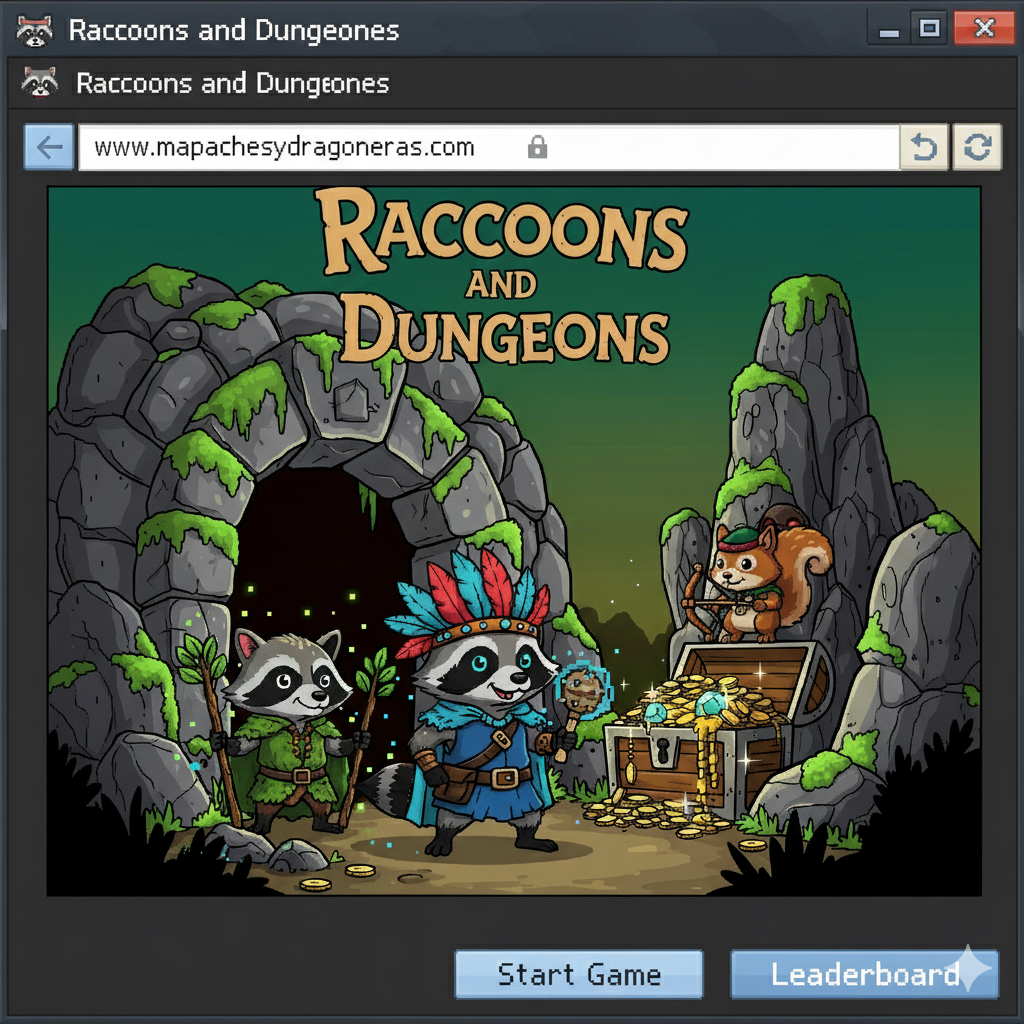 Raccoons and Dungeones
Raccoons and Dungeones
www.mapachesydragoneras.com
RACCOONS
AND
DUNGEONS
Start Game
Leaderboard